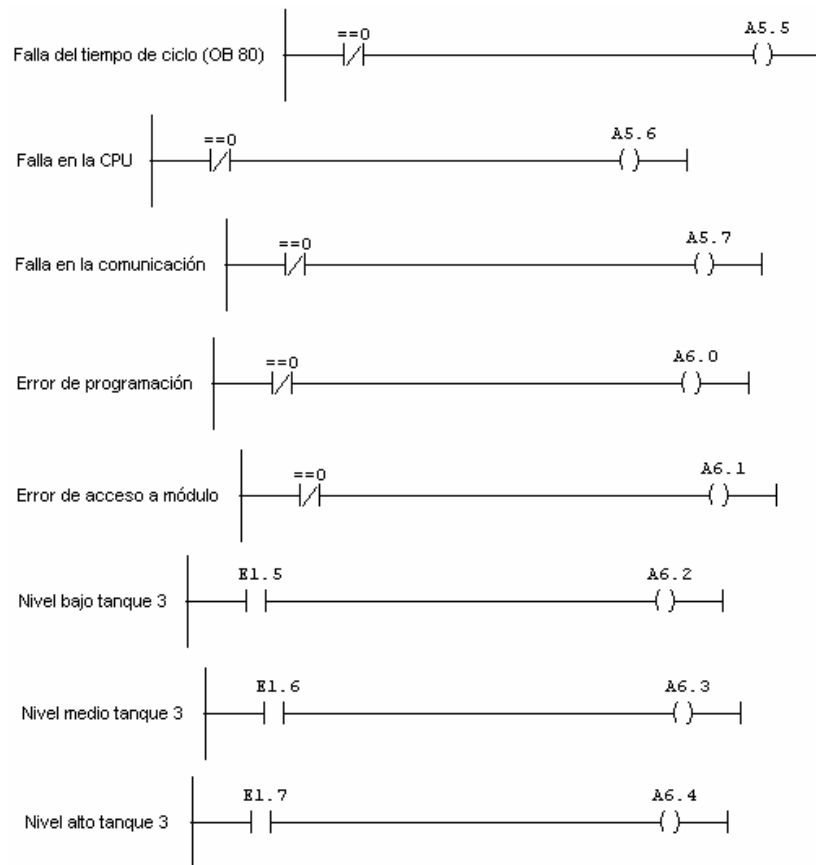 A5.5
==0
Falla del tiempo de ciclo (OB 80)
A5.6
==0
Falla en la CPU
A5.7
==0
Falla en la comunicación
A6.0
==0
Error de programación
A6.1
==0
Error de acceso a módulo
E1.5 A6.2
Nivel bajo tanque 3
E1.6 A6.3
Nivel medio tanque 3
E1.7 A6.4
Nivel alto tanque 3